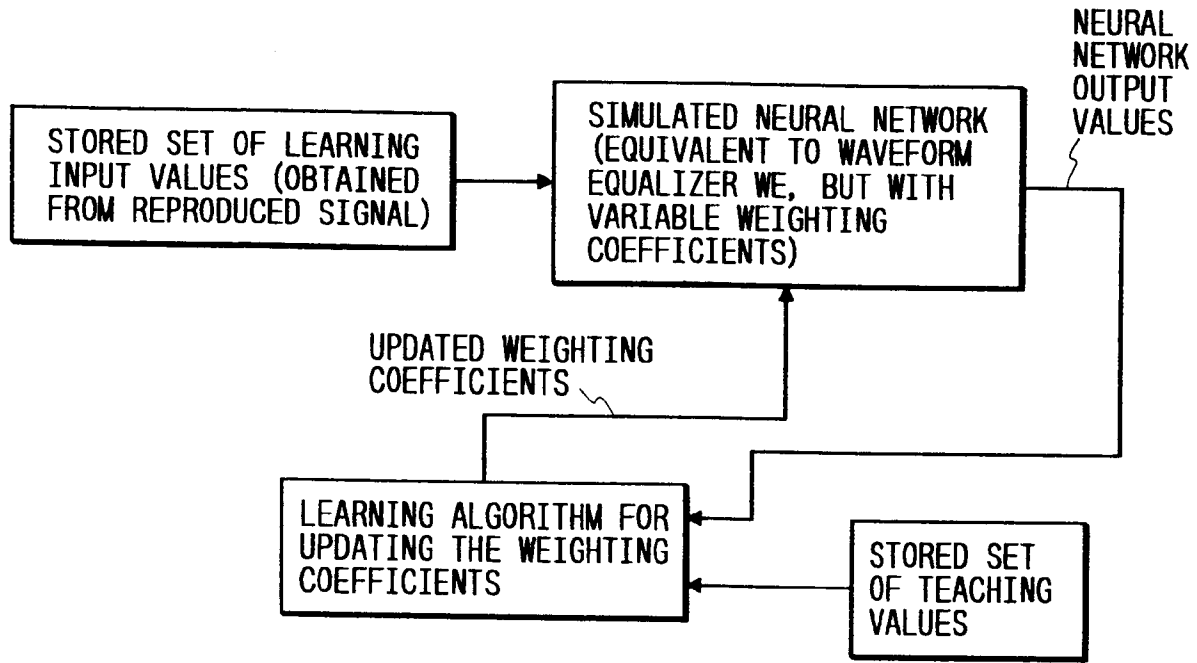 NEURAL
NETWORK
OUTPUT
VALUES
STORED SET OF LEARNING
INPUT VALUES (OBTAINED
FROM REPRODUCED SIGNAL)
SIMULATED NEURAL NETWORK
(EQUIVALENT TO WAVEFORM
EQUALIZER WE, BUT WITH
VARIABLE WEIGHTING
COEFFICIENTS)
UPDATED WEIGHTING
COEFFICIENTS
LEARNING ALGORITHM FOR
UPDATING THE WEIGHTING
COEFFICIENTS
STORED SET
OF TEACHING
VALUES